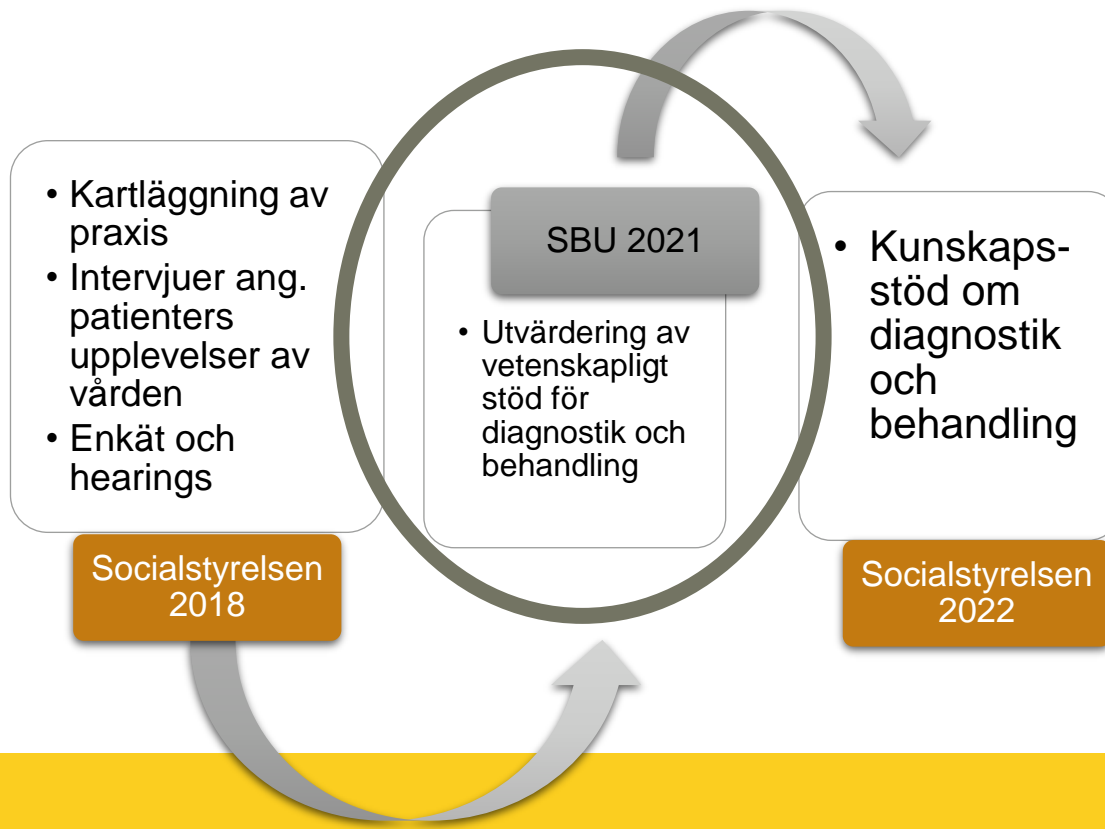 • Kartläggning av
praxis
• Intervjuer ang.
patienters
upplevelser av
vården
• Enkät och
hearings
Socialstyrelsen
2018
SBU 2021
• Utvärdering av
vetenskapligt
stöd för
diagnostik och
behandling
• Kunskaps-
stöd om
diagnostik
och
behandling
Socialstyrelsen
2022